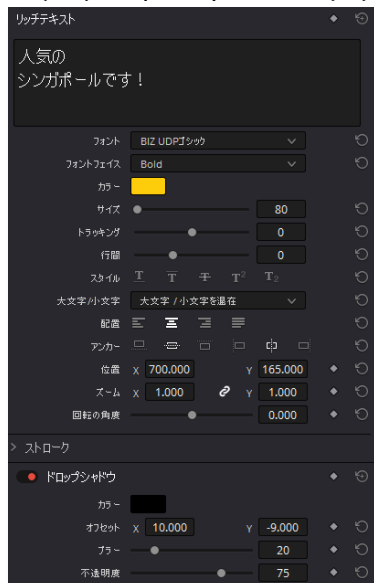 リッチテキスト
人気の
シンガポールです！
フォント BIZ UDPゴシック
フォントフェイス Bold
カラー
サイズ 80
トラッキング 0
行間 0
スタイル T T T T² T₂
大文字/小文字 大文字 / 小文字を混在
配置
アンカー
位置 X 700.000 Y 165.000
ズーム X 1.000 Y 1.000
回転の角度 0.000
> ストローク
ドロップシャドウ
カラー
オフセット X 10.000 Y -9.000
ブラー 20
不透明度 75